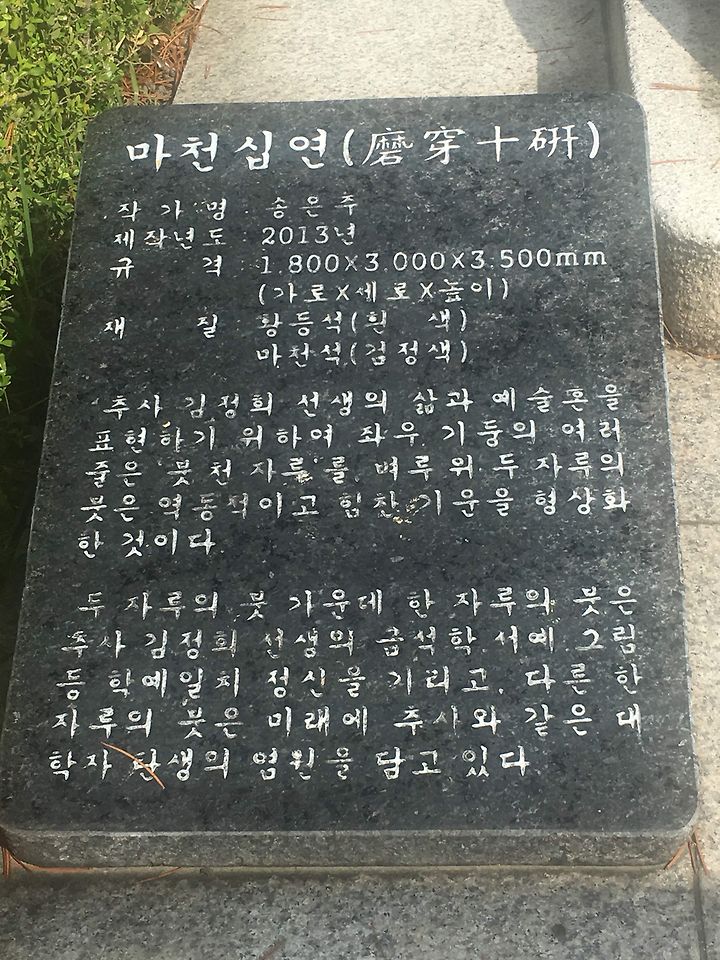 마천십연(磨穿十硏)
작 가 명 : 송은주
제작년도 : 2013년
규 격 : 1.800X3.000X3.500mm
(가로X세로X높이)
재 질 : 황등석(흰 색)
마천석(검정색)
추사 김정희 선생의 삶과 예술혼을
표현하기 위하여 좌우 기둥의 여러
줄은 붓 천 자루를, 벼루위 두 자루의
붓은 역동적이고 힘찬 기운을 형상화
한 것이다
두 자루의 붓 가운데 한 자루의 붓은
추사 김정희 선생의 금석학 서예 그림
등 학예일치 정신을 기리고, 다른 한
자루의 붓은 미래에 추사와 같은 대
학자 탄생의 염원을 담고 있다